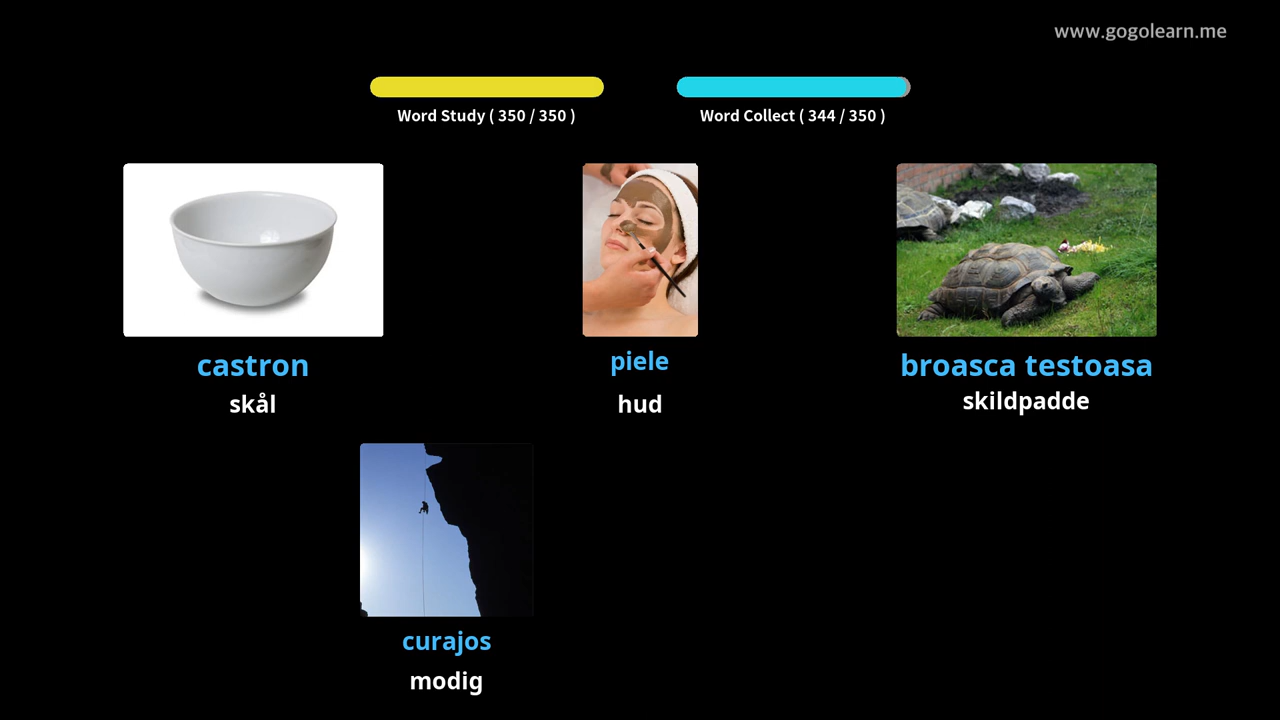 www.gogolearn.me
Word Study ( 350 / 350 )
Word Collect ( 344 / 350 )
castron
skål
piele
hud
broasca testoasa
skildpadde
curajos
modig